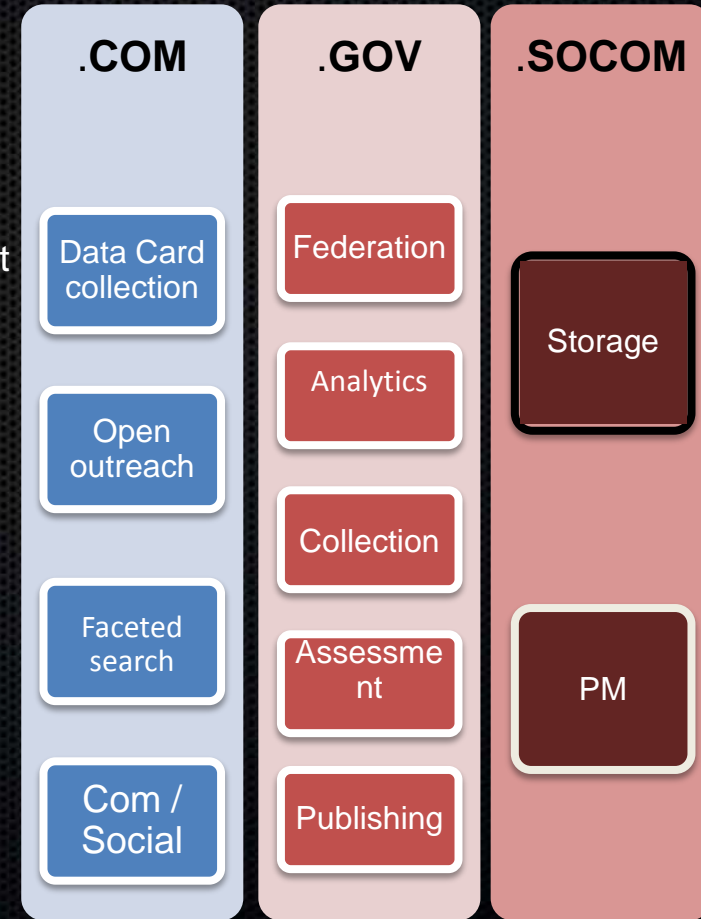 .COM
Data Card
collection
Open
outreach
Faceted
search
Com /
Social
.GOV
Federation
Analytics
Collection
Assessme
nt
Publishing
.SOCOM
Storage
PM
t